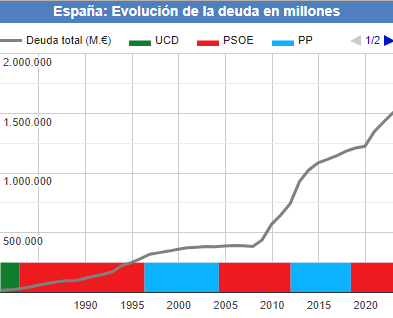 España: Evolución de la deuda en millones
Deuda total (M.€) UCD PSOE PP 1/2
2.000.000
1.500.000
1.000.000
500.000
1990 1995 2000 2005 2010 2015 2020